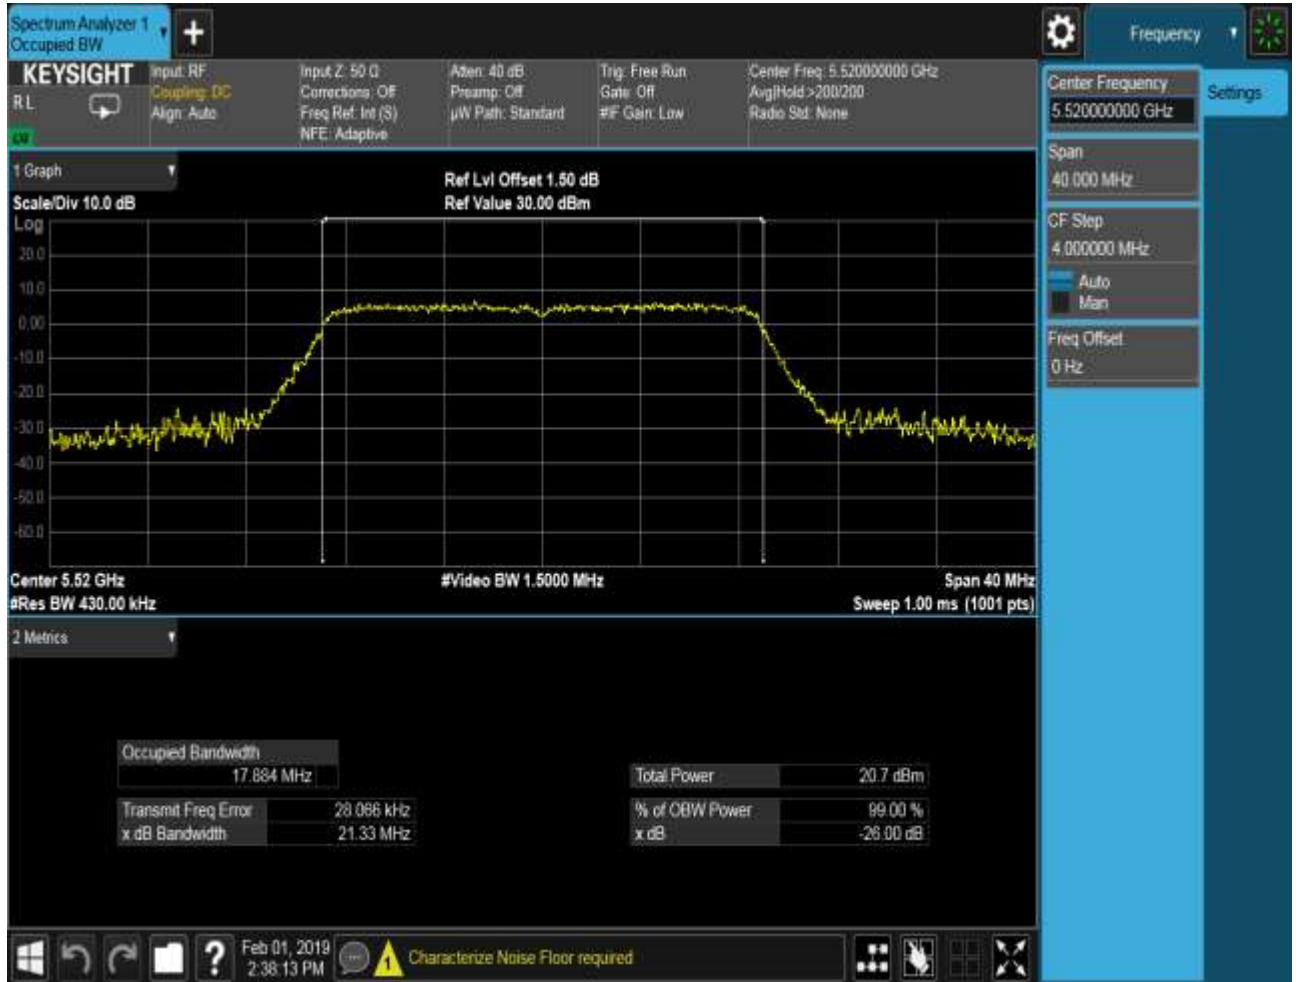 Spectrum Analyzer 1
Occupied BW
Frequency
KEYSIGHT
R L
Input: RF
Coupling: DC
Align: Auto
Input Z: 50 Ω
Corrections: Off
Freq Ref: Int (S)
NFE: Adaptive
Atten: 40 dB
Preamp: Off
µW Path: Standard
Trig: Free Run
Gate: Off
#IF Gain: Low
Center Freq: 5.520000000 GHz
Avg|Hold:>200/200
Radio Std: None
Center Frequency
5.520000000 GHz
Settings
Span
40.000 MHz
CF Step
4.000000 MHz
Auto
Man
Freq Offset
0 Hz
1 Graph
Scale/Div 10.0 dB
Ref Lvl Offset 1.50 dB
Ref Value 30.00 dBm
Log
20.0
10.0
0.00
-10.0
-20.0
-30.0
-40.0
-50.0
-60.0
Center 5.52 GHz
#Video BW 1.5000 MHz
Span 40 MHz
#Res BW 430.00 kHz
Sweep 1.00 ms (1001 pts)
2 Metrics
Occupied Bandwidth
17.884 MHz
Total Power 20.7 dBm
Transmit Freq Error 28.066 kHz
% of OBW Power 99.00 %
x dB Bandwidth 21.33 MHz
x dB -26.00 dB
?
Feb 01, 2019
2:38:13 PM
1
Characterize Noise Floor required